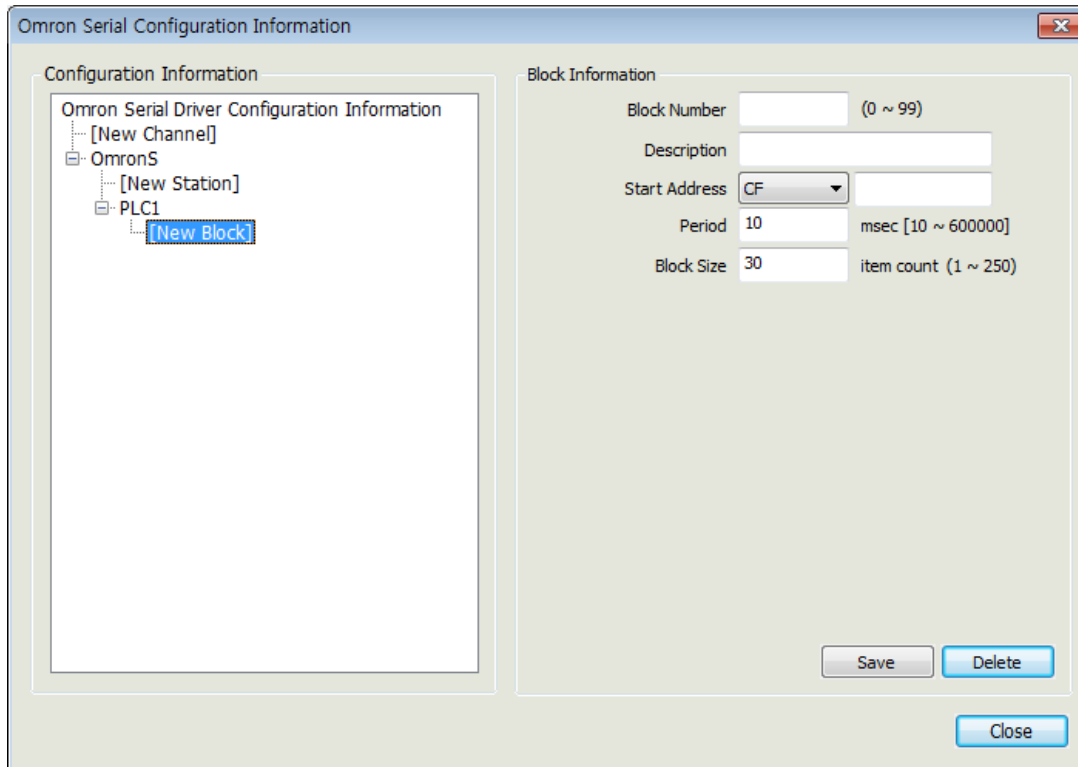 Omron Serial Configuration Information
Configuration Information
Omron Serial Driver Configuration Information
[New Channel]
OmronS
[New Station]
PLC1
[New Block]
Block Information
Block Number (0 ~ 99)
Description
Start Address CF
Period 10 msec [10 ~ 600000]
Block Size 30 item count (1 ~ 250)
Save Delete
Close